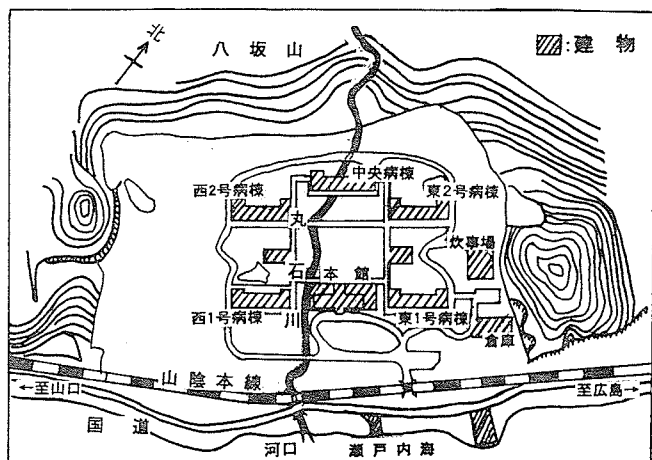 北
八坂山
:建物
中央病棟
西2号病棟
東2号病棟
丸
炊事場
石
本館
西1号病棟
川
東1号病棟
倉庫
山陰本線
←至山口
至広島→
国道
河口
瀬戸内海